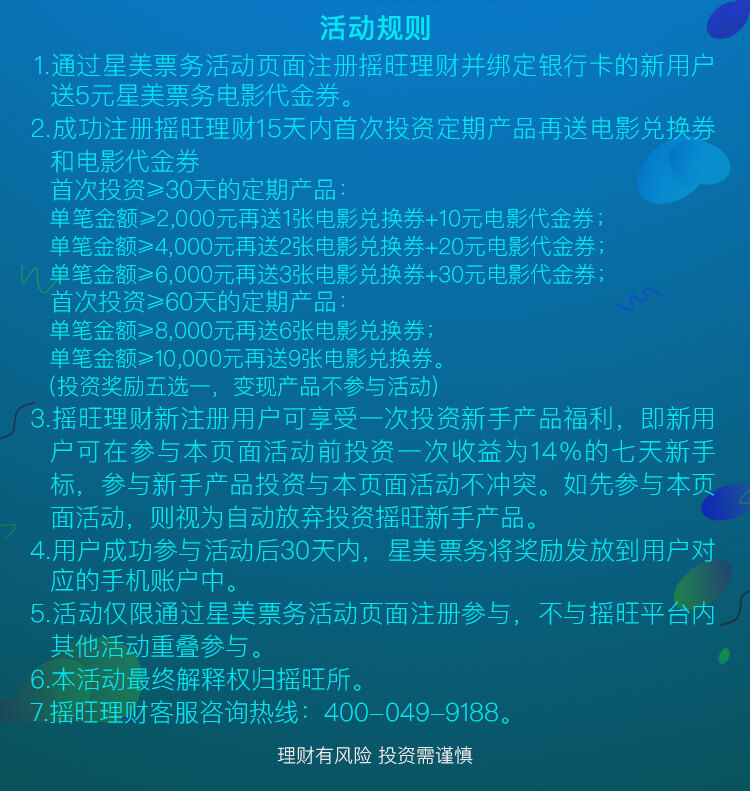 活动规则
1.通过星美票务活动页面注册摇旺理财并绑定银行卡的新用户
送5元星美票务电影代金券。
2.成功注册摇旺理财15天内首次投资定期产品再送电影兑换券
和电影代金券
首次投资≥30天的定期产品：
单笔金额≥2,000元再送1张电影兑换券+10元电影代金券；
单笔金额≥4,000元再送2张电影兑换券+20元电影代金券；
单笔金额≥6,000元再送3张电影兑换券+30元电影代金券；
首次投资≥60天的定期产品：
单笔金额≥8,000元再送6张电影兑换券；
单笔金额≥10,000元再送9张电影兑换券。
（投资奖励五选一，变现产品不参与活动）
3.摇旺理财新注册用户可享受一次投资新手产品福利，即新用
户可在参与本页面活动前投资一次收益为14%的七天新手
标，参与新手产品投资与本页面活动不冲突。如先参与本页
面活动，则视为自动放弃投资摇旺新手产品。
4.用户成功参与活动后30天内，星美票务将奖励发放到用户对
应的手机账户中。
5.活动仅限通过星美票务活动页面注册参与，不与摇旺平台内
其他活动重叠参与。
6.本活动最终解释权归摇旺所。
7.摇旺理财客服咨询热线：400-049-9188。
理财有风险 投资需谨慎